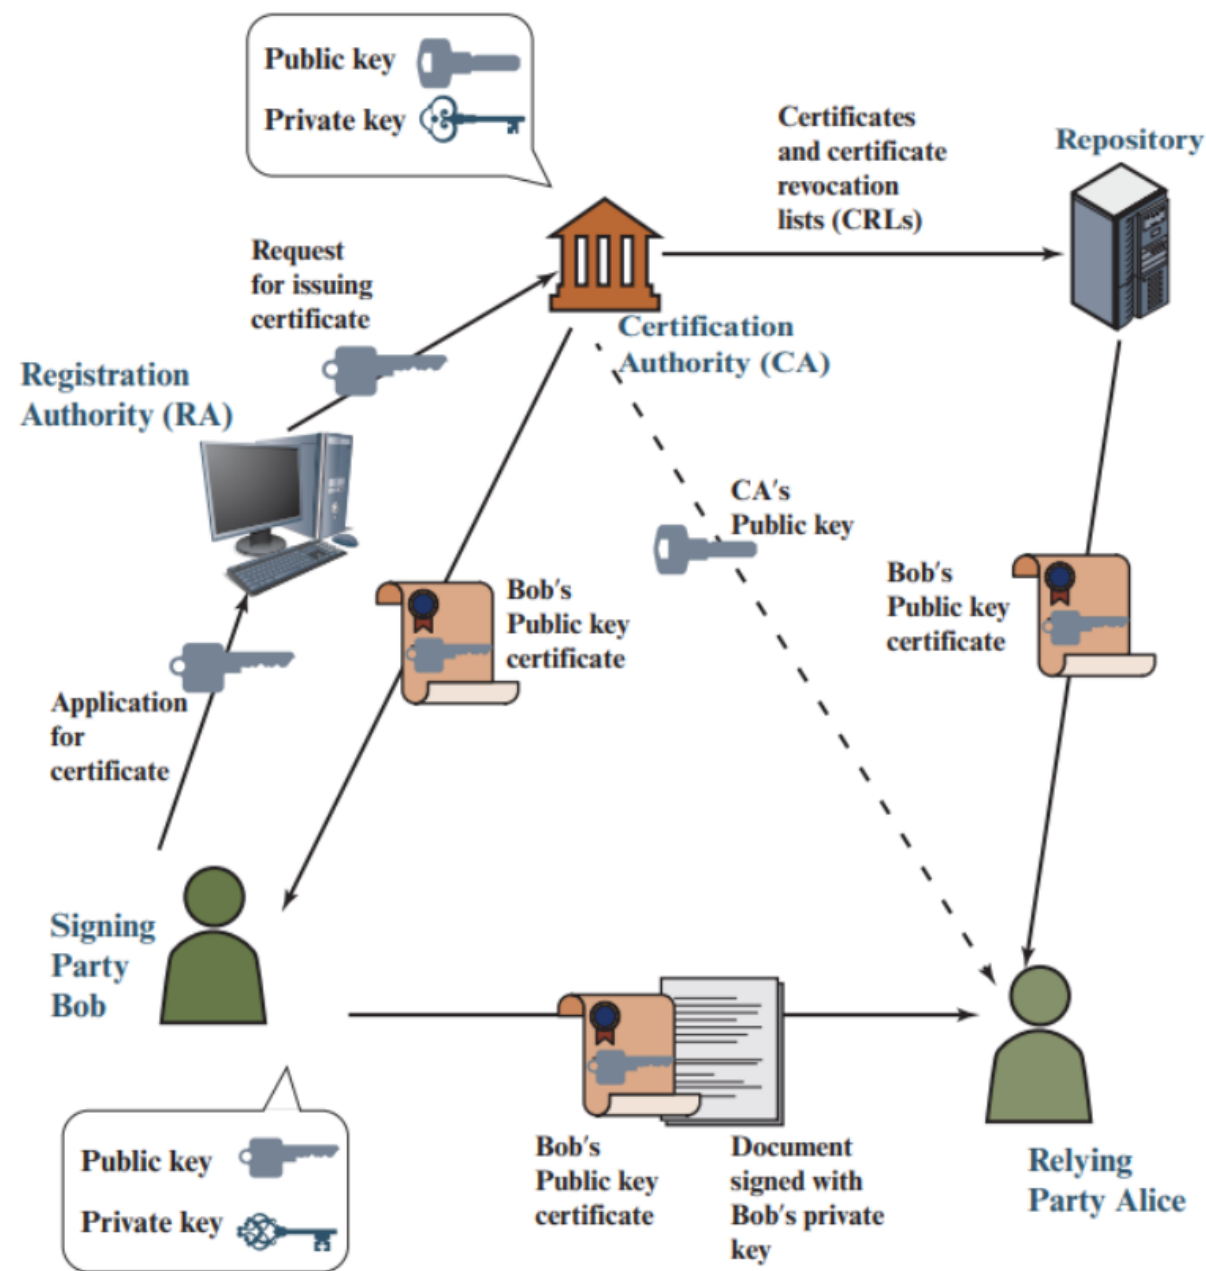 Public key
Private key
Certificates
and certificate
revocation
lists (CRLs)
Repository
Request
for issuing
certificate
Certification
Authority (CA)
Registration
Authority (RA)
CA's
Public key
Bob's
Public key
certificate
Bob's
Public key
certificate
Application
for
certificate
Signing
Party
Bob
Bob's
Public key
certificate
Document
signed with
Bob's private
key
Relying
Party Alice
Public key
Private key